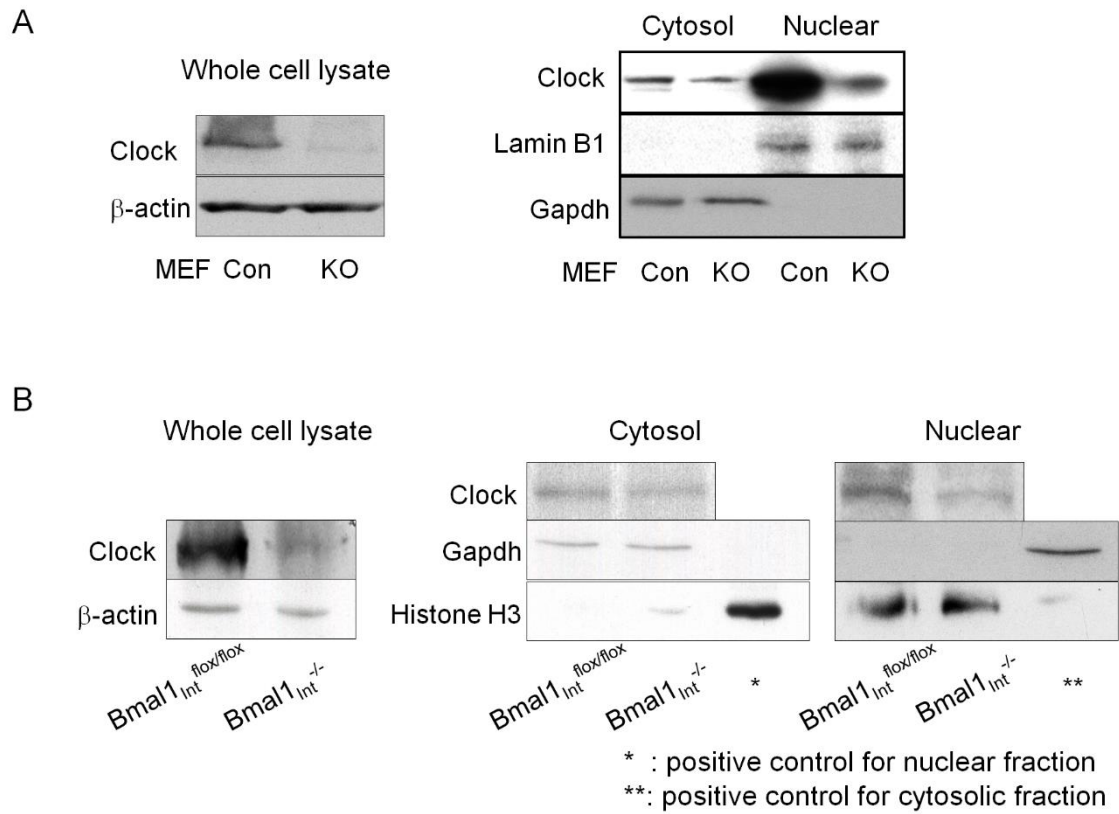 A
Whole cell lysate
Clock
β-actin
MEF Con KO
Cytosol Nuclear
Clock
Lamin B1
Gapdh
MEF Con KO Con KO
B
Whole cell lysate
Clock
β-actin
Bmal1Int flox/flox
Bmal1Int -/-
Cytosol
Nuclear
Clock
Gapdh
Histone H3
Bmal1Int flox/flox
Bmal1Int -/-
*
Bmal1Int flox/flox
Bmal1Int -/-
**
* : positive control for nuclear fraction
**: positive control for cytosolic fraction